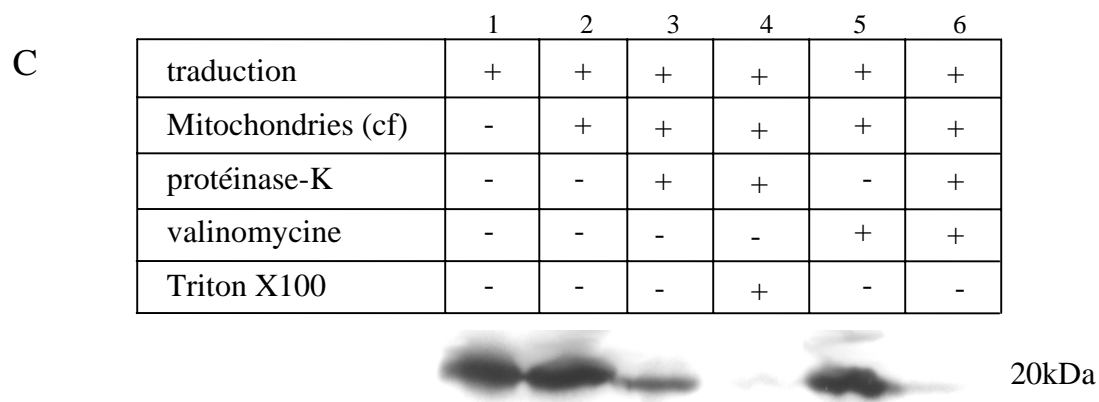 C
1 2 3 4 5 6
traduction + + + + + +
Mitochondries (cf) - + + + + +
protéinase-K - - + + - +
valinomycine - - - - + +
Triton X100 - - - + - -
20kDa